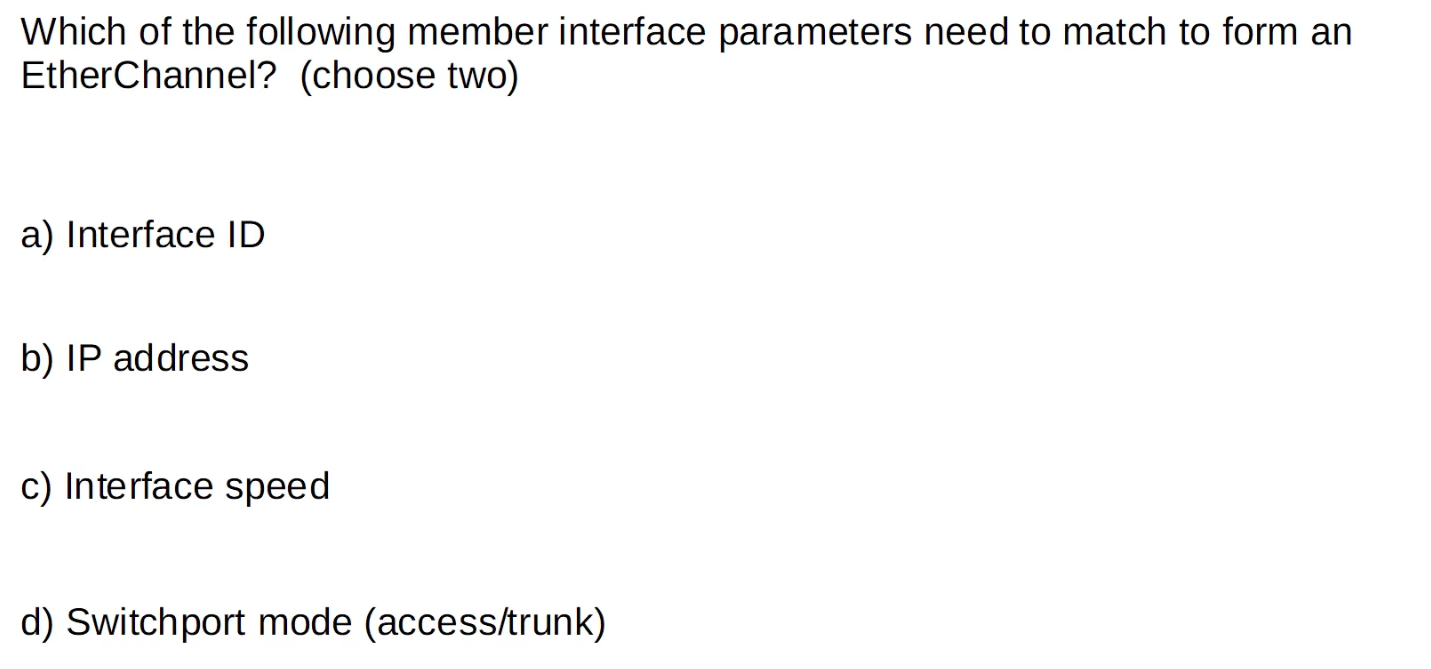 Which of the following member interface parameters need to match to form an
EtherChannel?  (choose two)
a) Interface ID
b) IP address
c) Interface speed
d) Switchport mode (access/trunk)